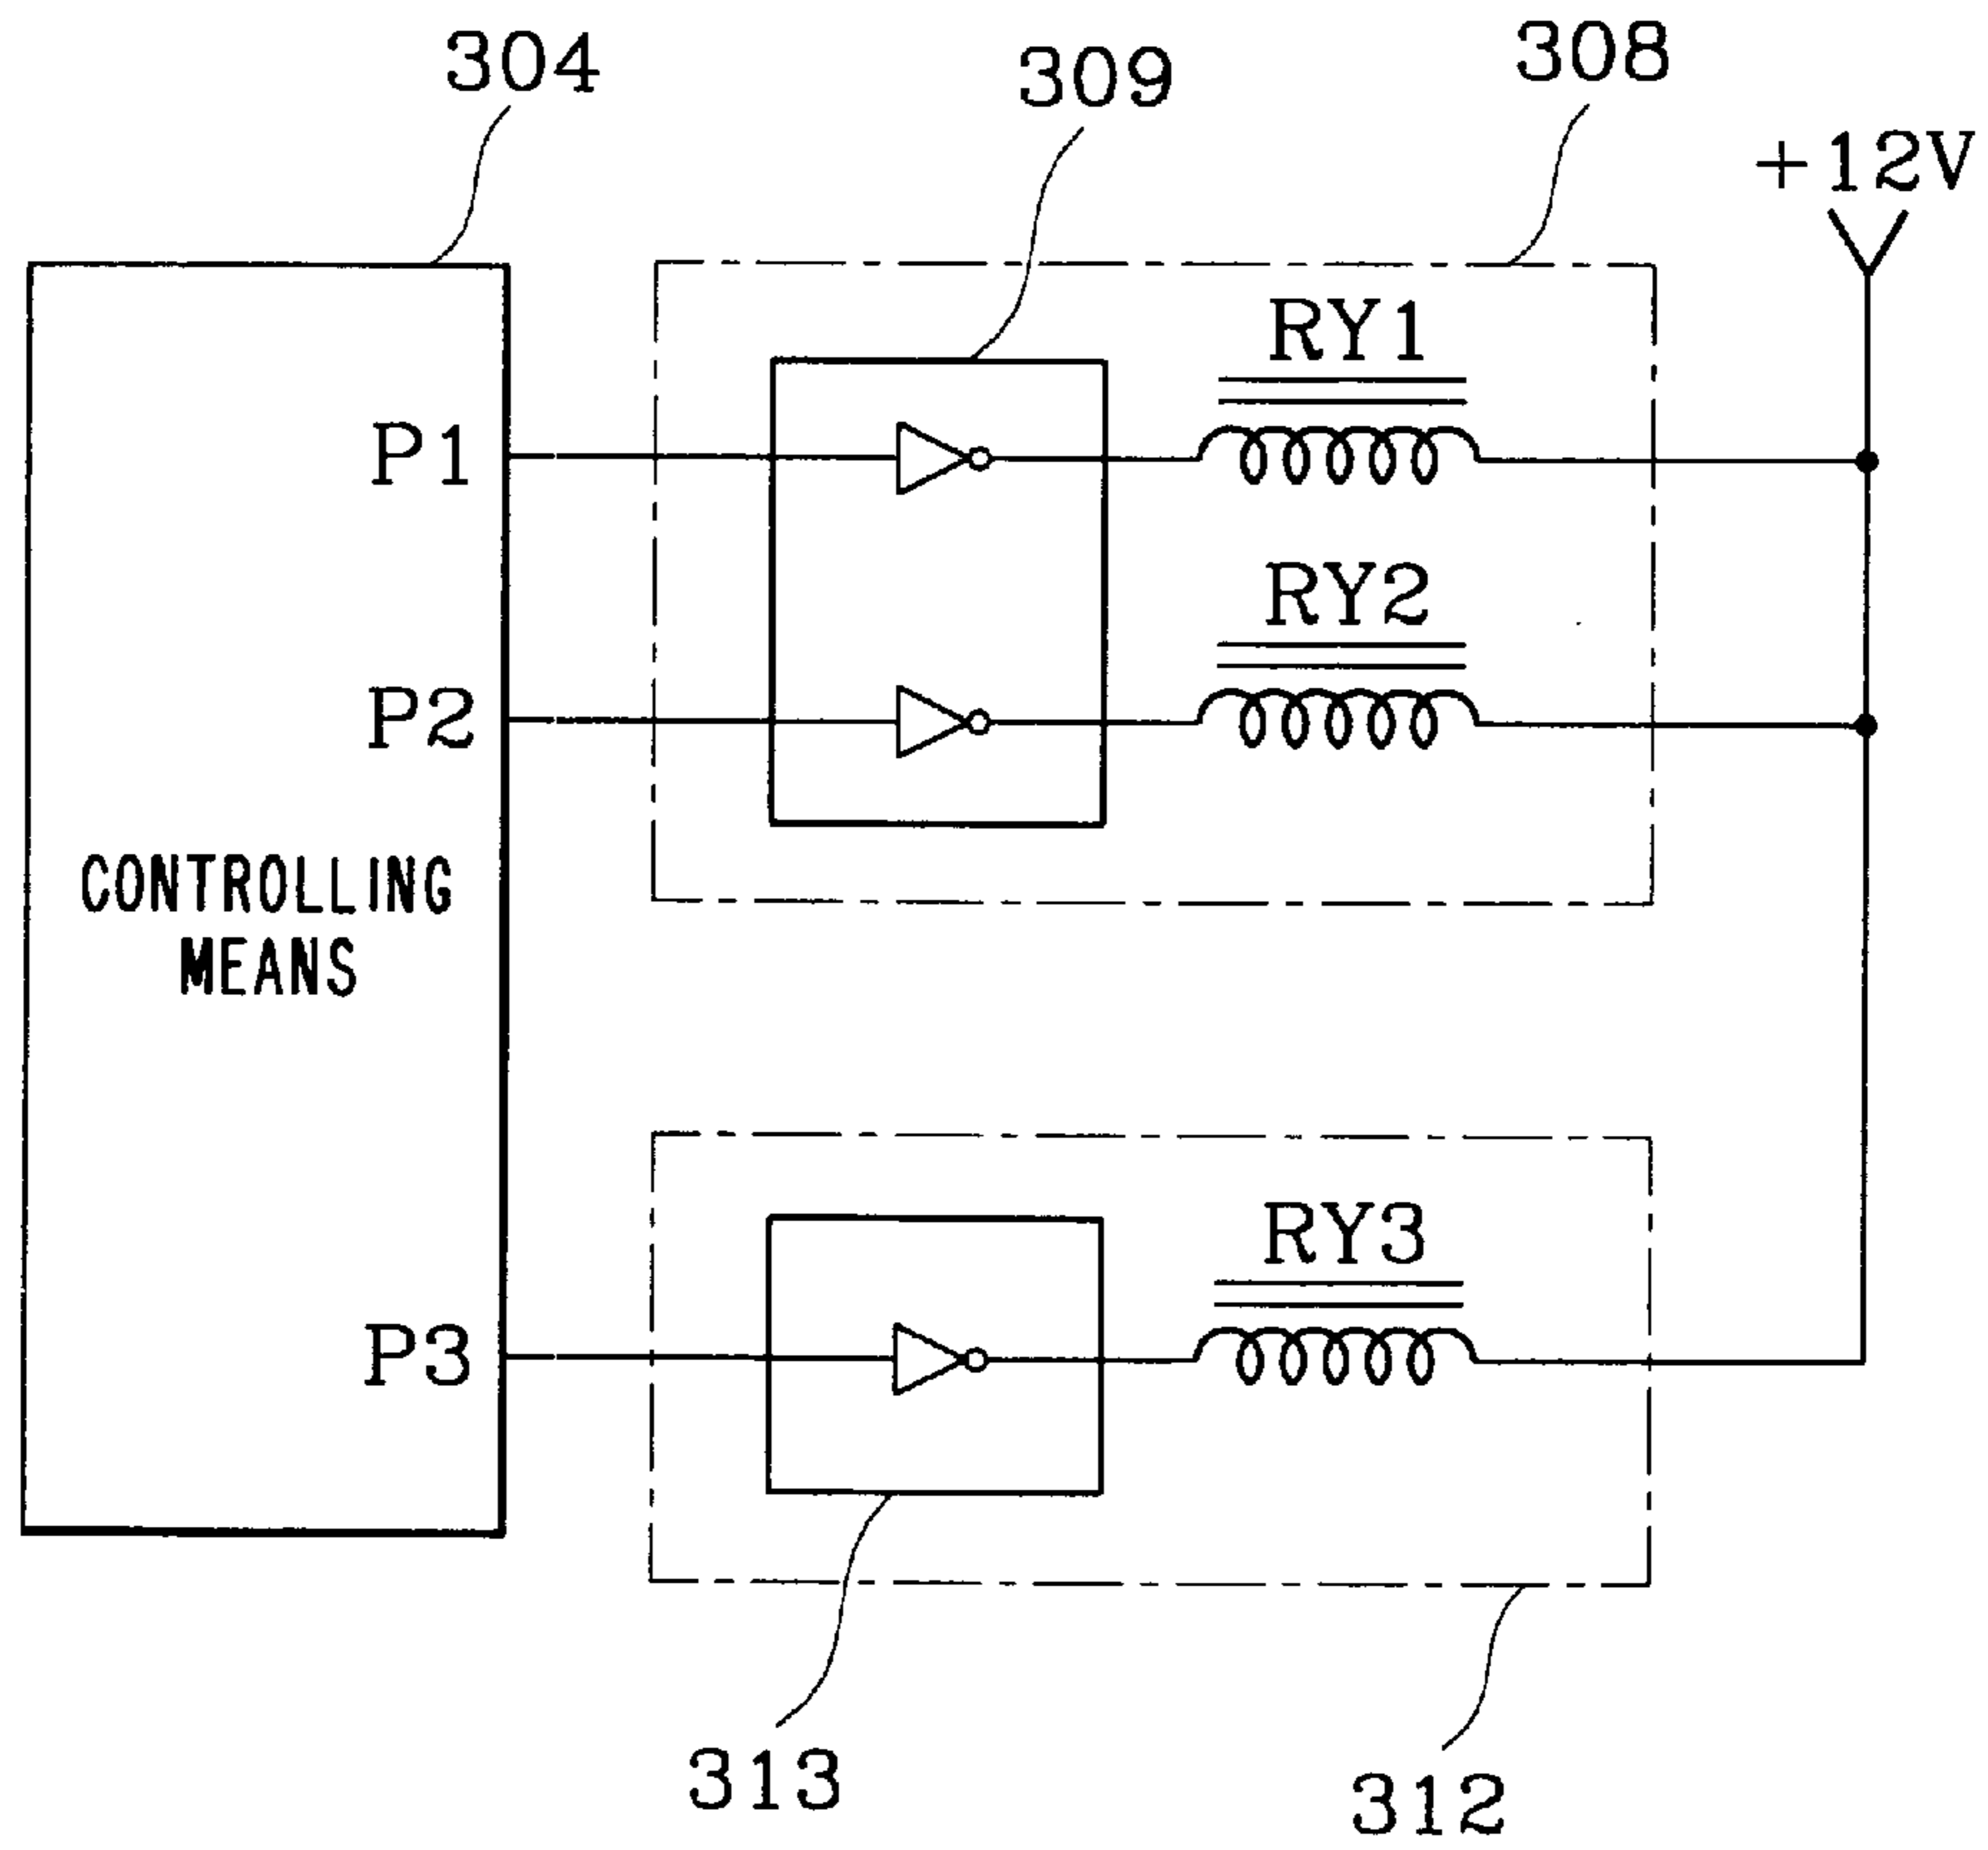 304
309
308
+12V
RY1
P1
RY2
P2
CONTROLLING
MEANS
RY3
P3
313
312